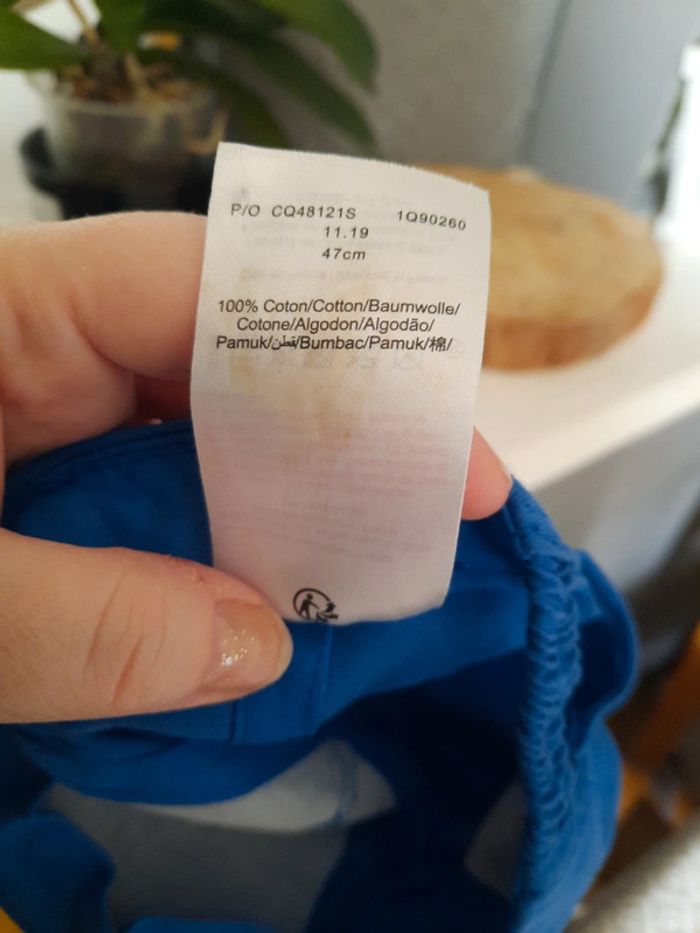 P/O CQ48121S 1Q90260
11.19
47cm
100% Coton/Cotton/Baumwolle/
Cotone/Algodon/Algodão/
Pamuk/قطن/Bumbac/Pamuk/棉/